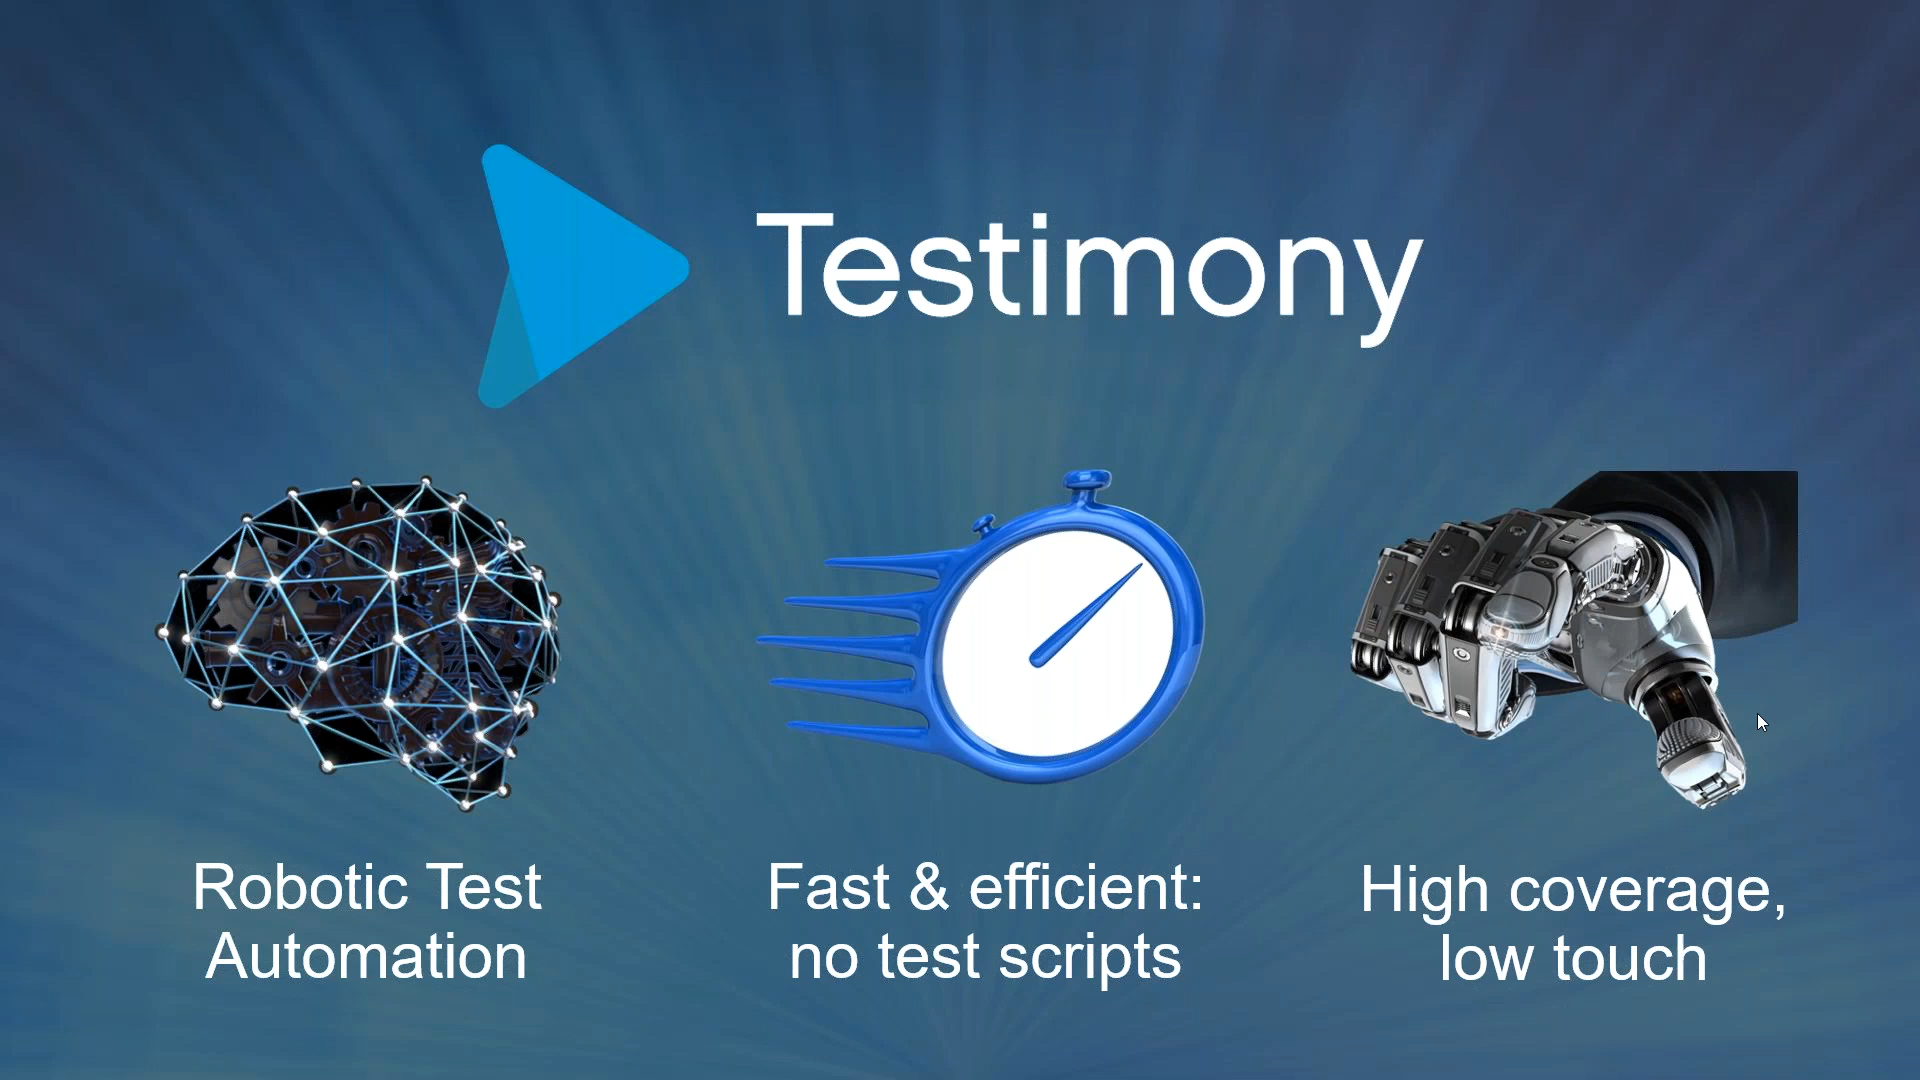 Testimony
Robotic Test
Automation
Fast & efficient:
no test scripts
High coverage,
low touch